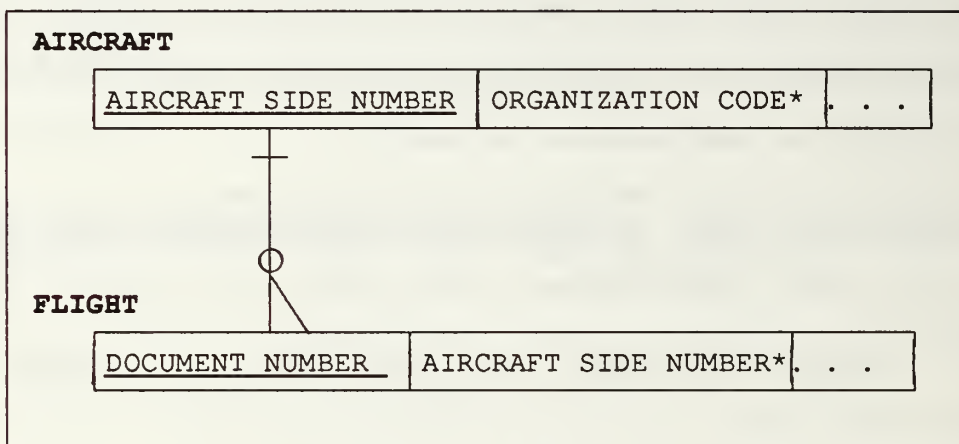 AIRCRAFT
AIRCRAFT SIDE NUMBER ORGANIZATION CODE* . . .
FLIGHT
DOCUMENT NUMBER AIRCRAFT SIDE NUMBER* . . .